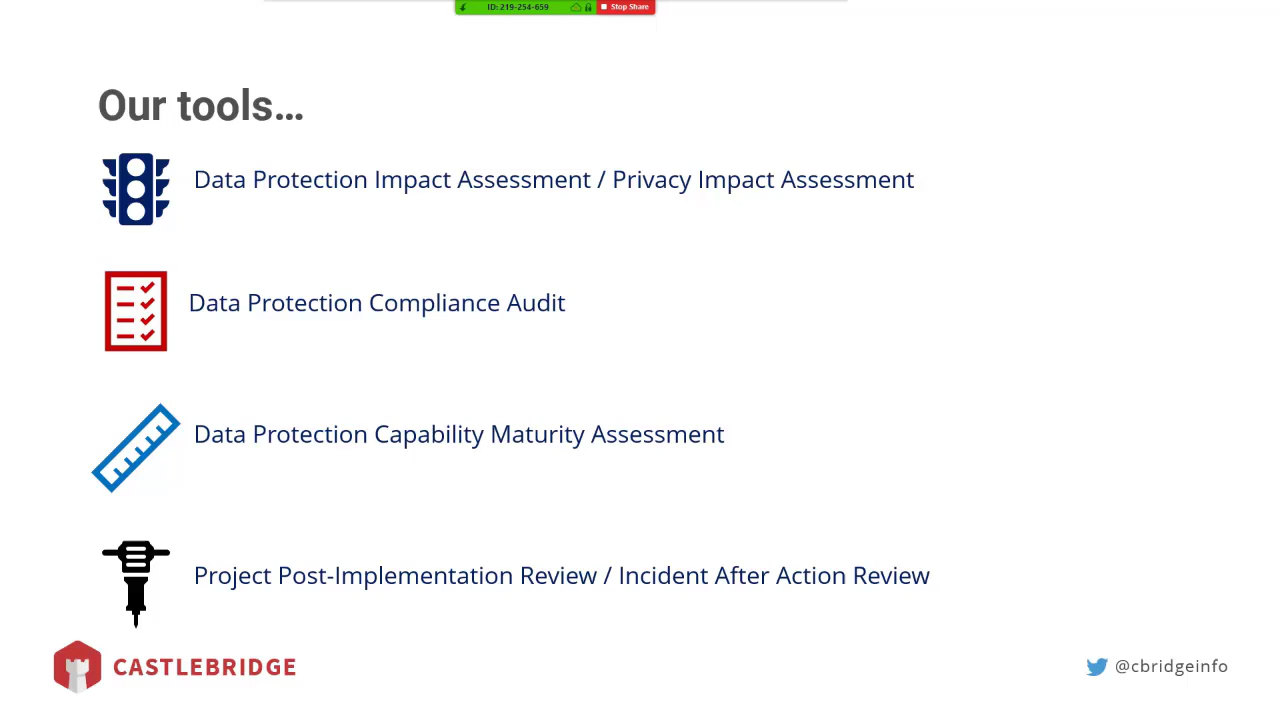 ID: 219-254-659 Stop Share
Our tools…
Data Protection Impact Assessment / Privacy Impact Assessment
Data Protection Compliance Audit
Data Protection Capability Maturity Assessment
Project Post-Implementation Review / Incident After Action Review
CASTLEBRIDGE
@cbridgeinfo